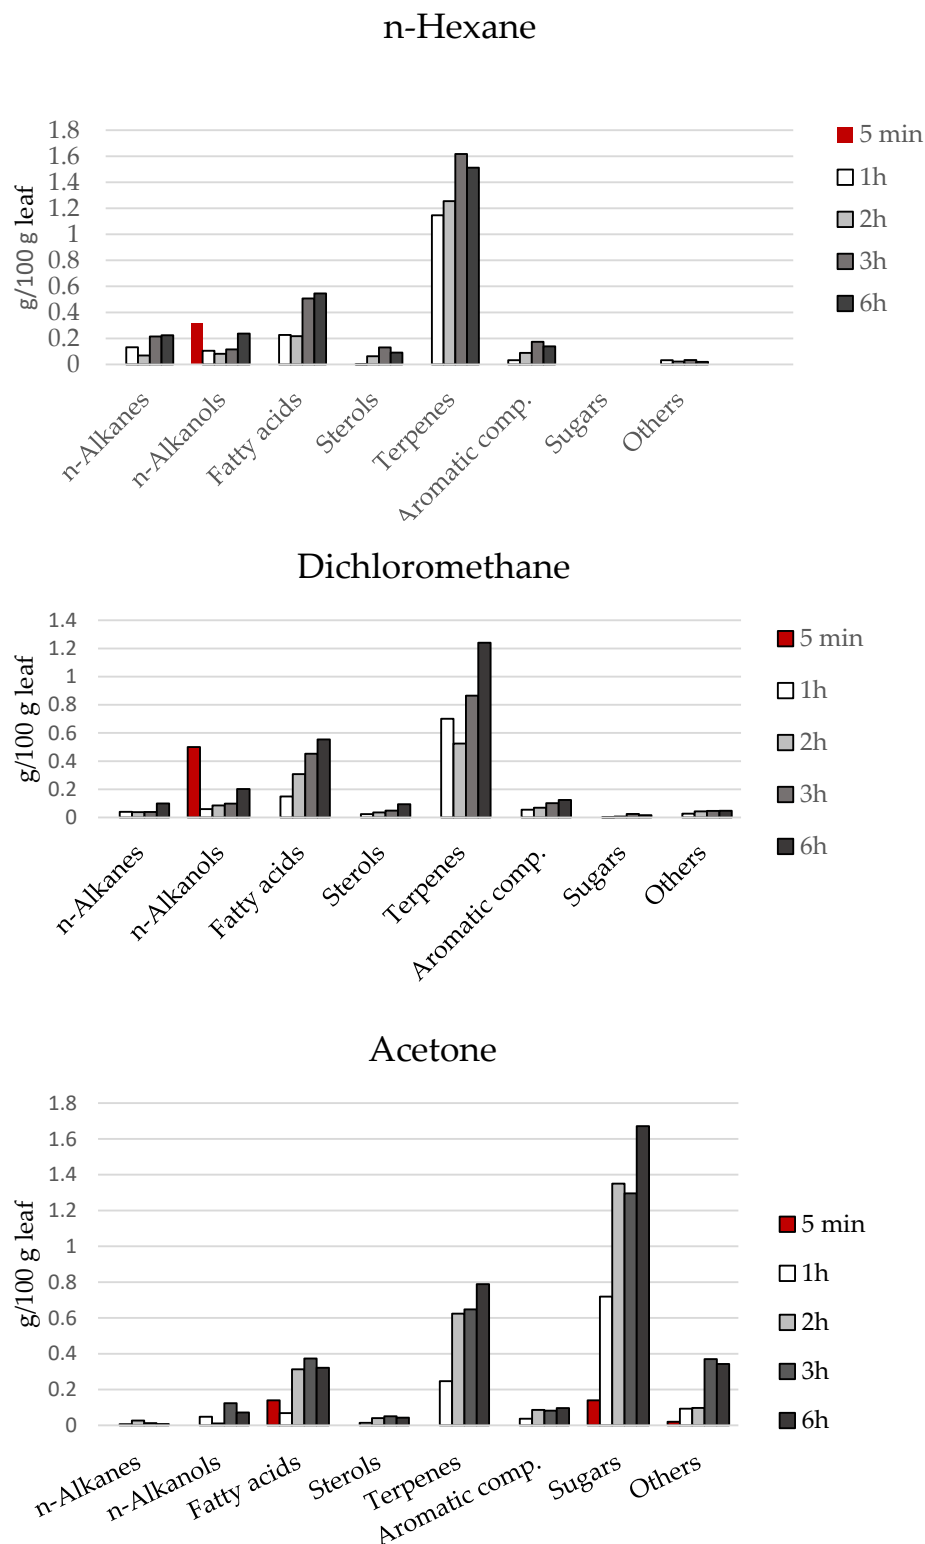 n-Hexane
1.8
1.6
1.4
1.2
1
0.8
0.6
0.4
0.2
0
g/100 g leaf
n-Alkanes
n-Alkanols
Fatty acids
Sterols
Terpenes
Aromatic comp.
Sugars
Others
5 min
1h
2h
3h
6h
Dichloromethane
1.4
1.2
1
0.8
0.6
0.4
0.2
0
g/100 g leaf
n-Alkanes
n-Alkanols
Fatty acids
Sterols
Terpenes
Aromatic comp.
Sugars
Others
5 min
1h
2h
3h
6h
Acetone
1.8
1.6
1.4
1.2
1
0.8
0.6
0.4
0.2
0
g/100 g leaf
n-Alkanes
n-Alkanols
Fatty acids
Sterols
Terpenes
Aromatic comp.
Sugars
Others
5 min
1h
2h
3h
6h